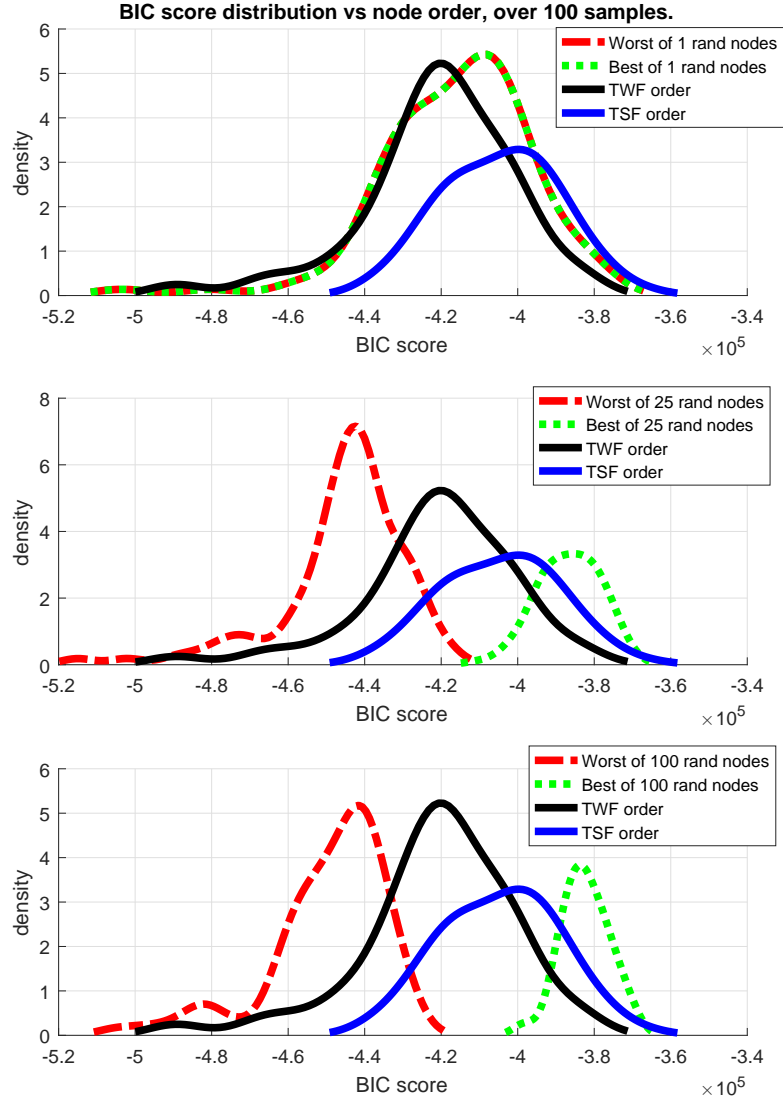 BIC score distribution vs node order, over 100 samples.
6
5
4
3
2
1
0
density
Worst of 1 rand nodes
Best of 1 rand nodes
TWF order
TSF order
-5.2 -5 -4.8 -4.6 -4.4 -4.2 -4 -3.8 -3.6 -3.4
BIC score
×10^5
8
6
4
2
0
density
Worst of 25 rand nodes
Best of 25 rand nodes
TWF order
TSF order
-5.2 -5 -4.8 -4.6 -4.4 -4.2 -4 -3.8 -3.6 -3.4
BIC score
×10^5
6
5
4
3
2
1
0
density
Worst of 100 rand nodes
Best of 100 rand nodes
TWF order
TSF order
-5.2 -5 -4.8 -4.6 -4.4 -4.2 -4 -3.8 -3.6 -3.4
BIC score
×10^5